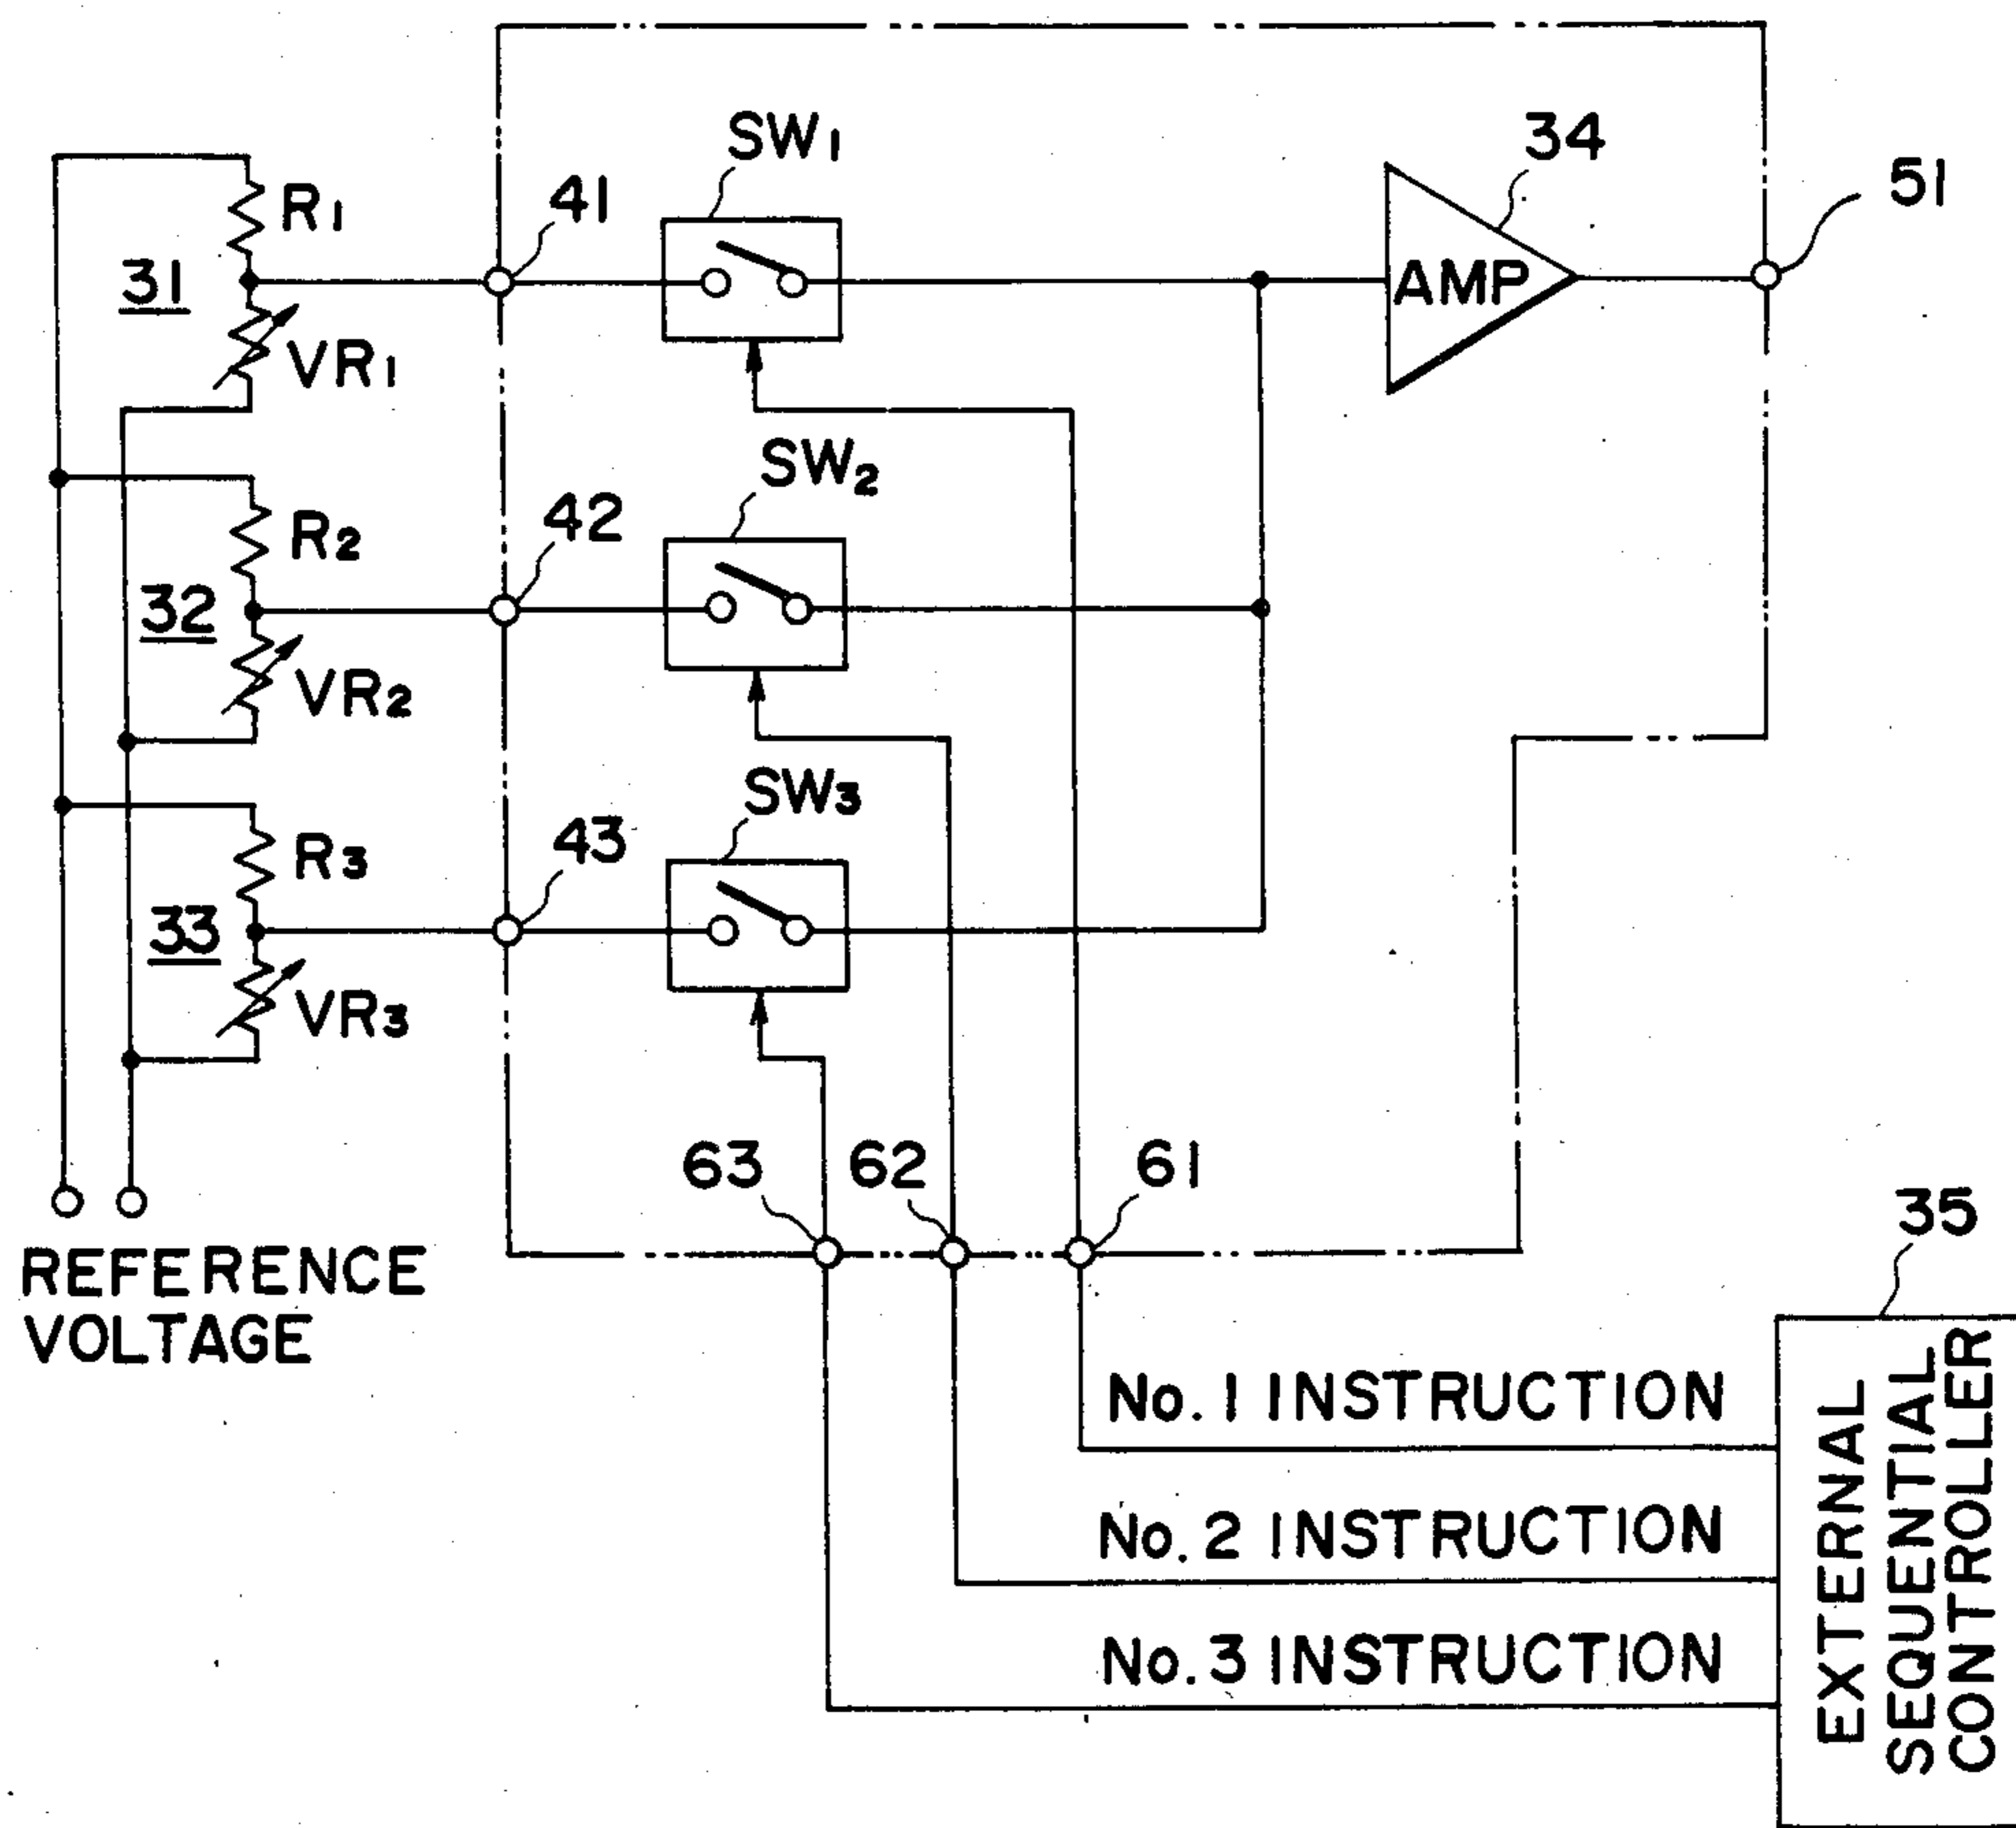 SW1
34
51
R1
41
31
AMP
VR1
SW2
R2
42
32
VR2
SW3
R3
43
33
VR3
63
62
61
REFERENCE
VOLTAGE
35
No. 1 INSTRUCTION
No. 2 INSTRUCTION
No. 3 INSTRUCTION
EXTERNAL
SEQUENTIAL
CONTROLLER